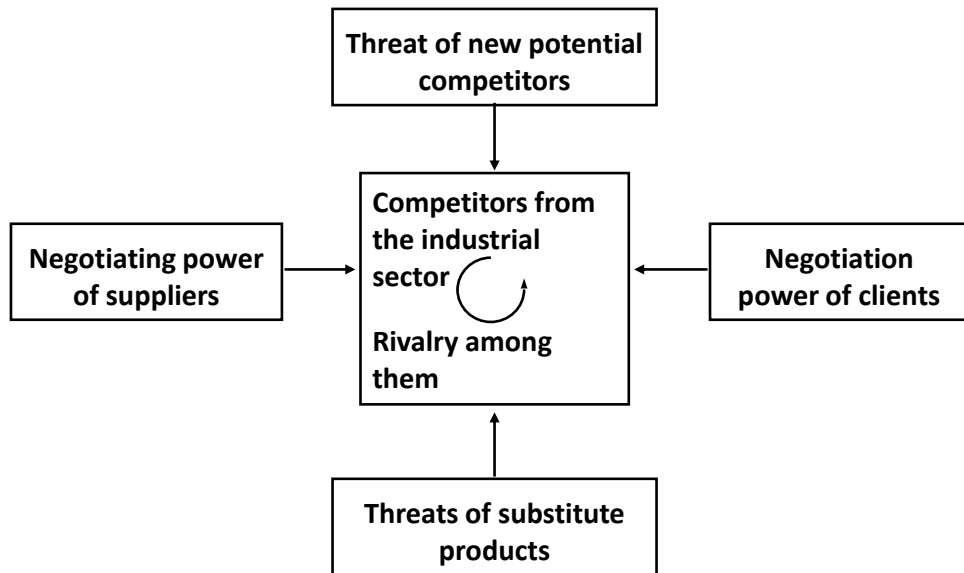 Threat of new potential
competitors
Competitors from
the industrial
sector
Rivalry among
them
Negotiating power
of suppliers
Negotiation
power of clients
Threats of substitute
products